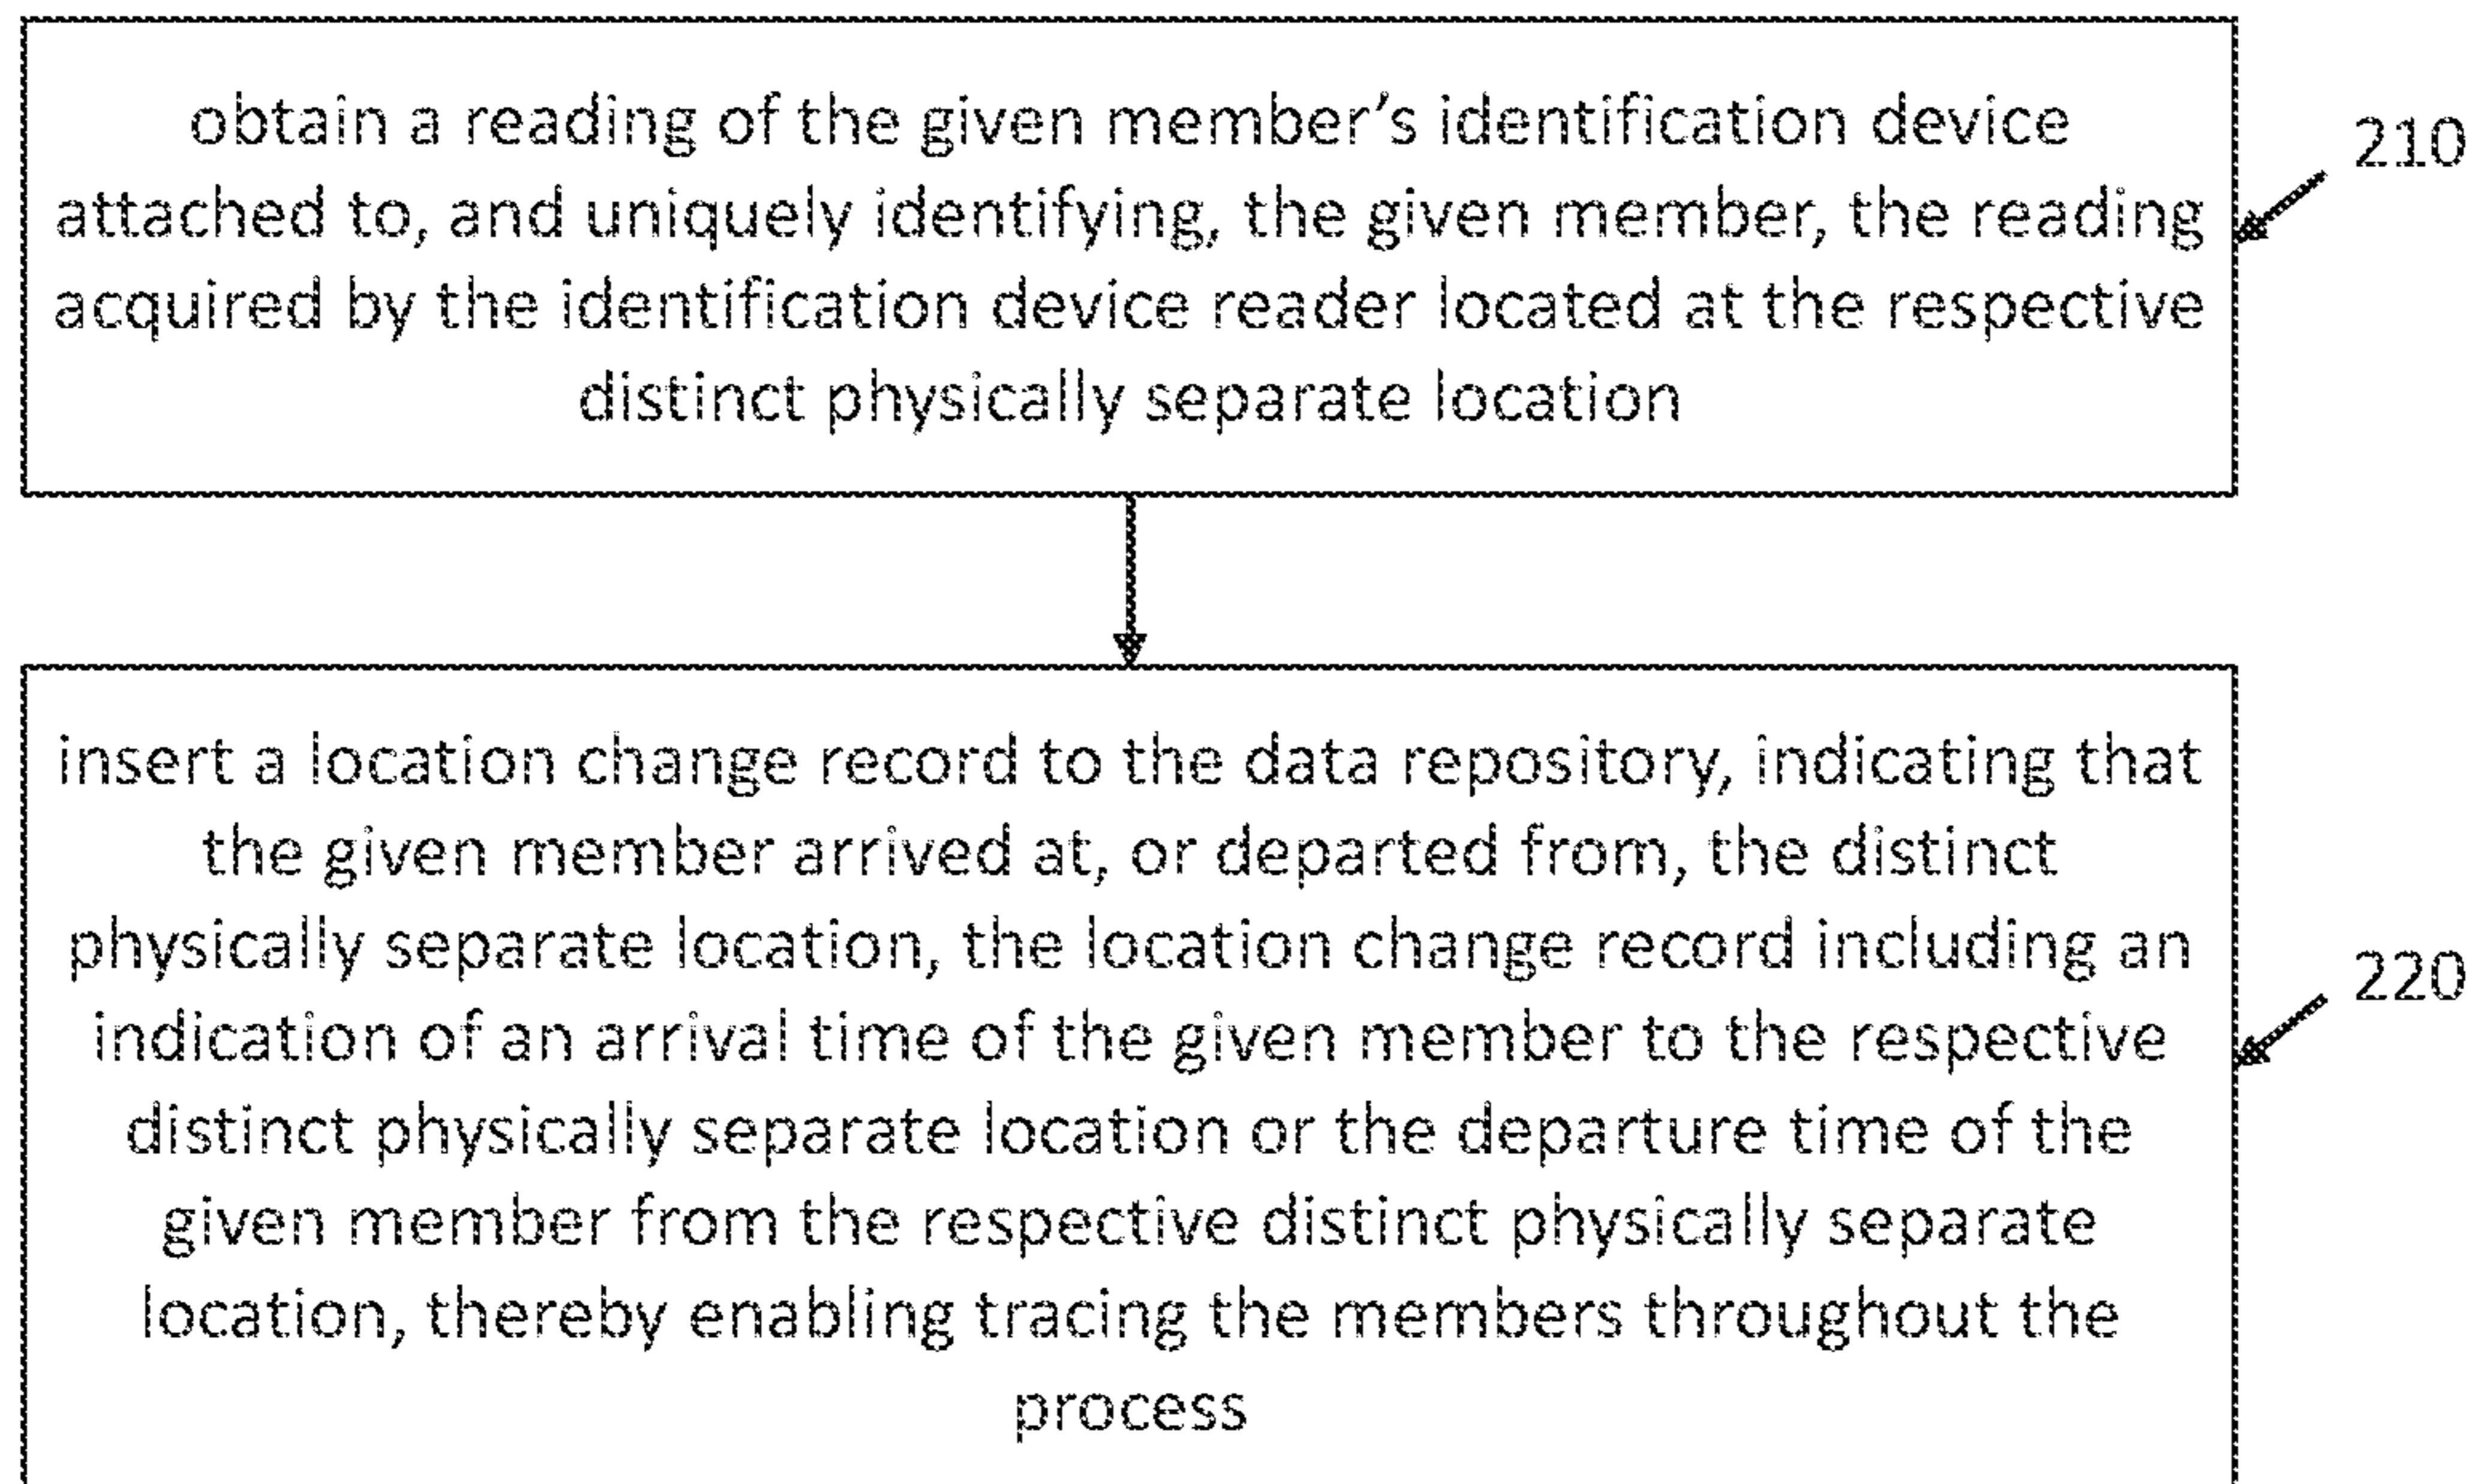 obtain a reading of the given member's identification device
attached to, and uniquely identifying, the given member, the reading
acquired by the identification device reader located at the respective
distinct physically separate location
210
insert a location change record to the data repository, indicating that
the given member arrived at, or departed from, the distinct
physically separate location, the location change record including an
indication of an arrival time of the given member to the respective
distinct physically separate location or the departure time of the
given member from the respective distinct physically separate
location, thereby enabling tracing the members throughout the
process
220